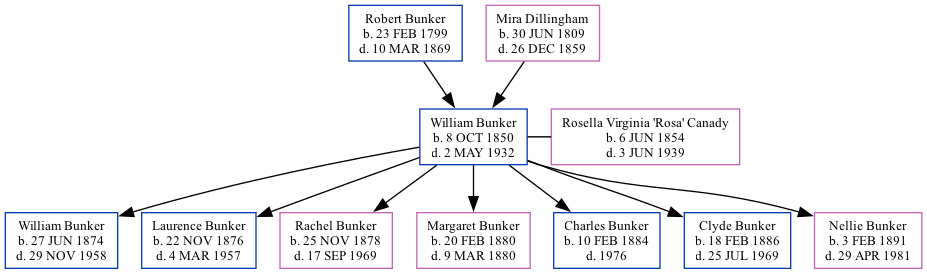 Robert Bunker
b. 23 FEB 1799
d. 10 MAR 1869
Mira Dillingham
b. 30 JUN 1809
d. 26 DEC 1859
William Bunker
b. 8 OCT 1850
d. 2 MAY 1932
Rosella Virginia 'Rosa' Canady
b. 6 JUN 1854
d. 3 JUN 1939
William Bunker
b. 27 JUN 1874
d. 29 NOV 1958
Laurence Bunker
b. 22 NOV 1876
d. 4 MAR 1957
Rachel Bunker
b. 25 NOV 1878
d. 17 SEP 1969
Margaret Bunker
b. 20 FEB 1880
d. 9 MAR 1880
Charles Bunker
b. 10 FEB 1884
d. 1976
Clyde Bunker
b. 18 FEB 1886
d. 25 JUL 1969
Nellie Bunker
b. 3 FEB 1891
d. 29 APR 1981